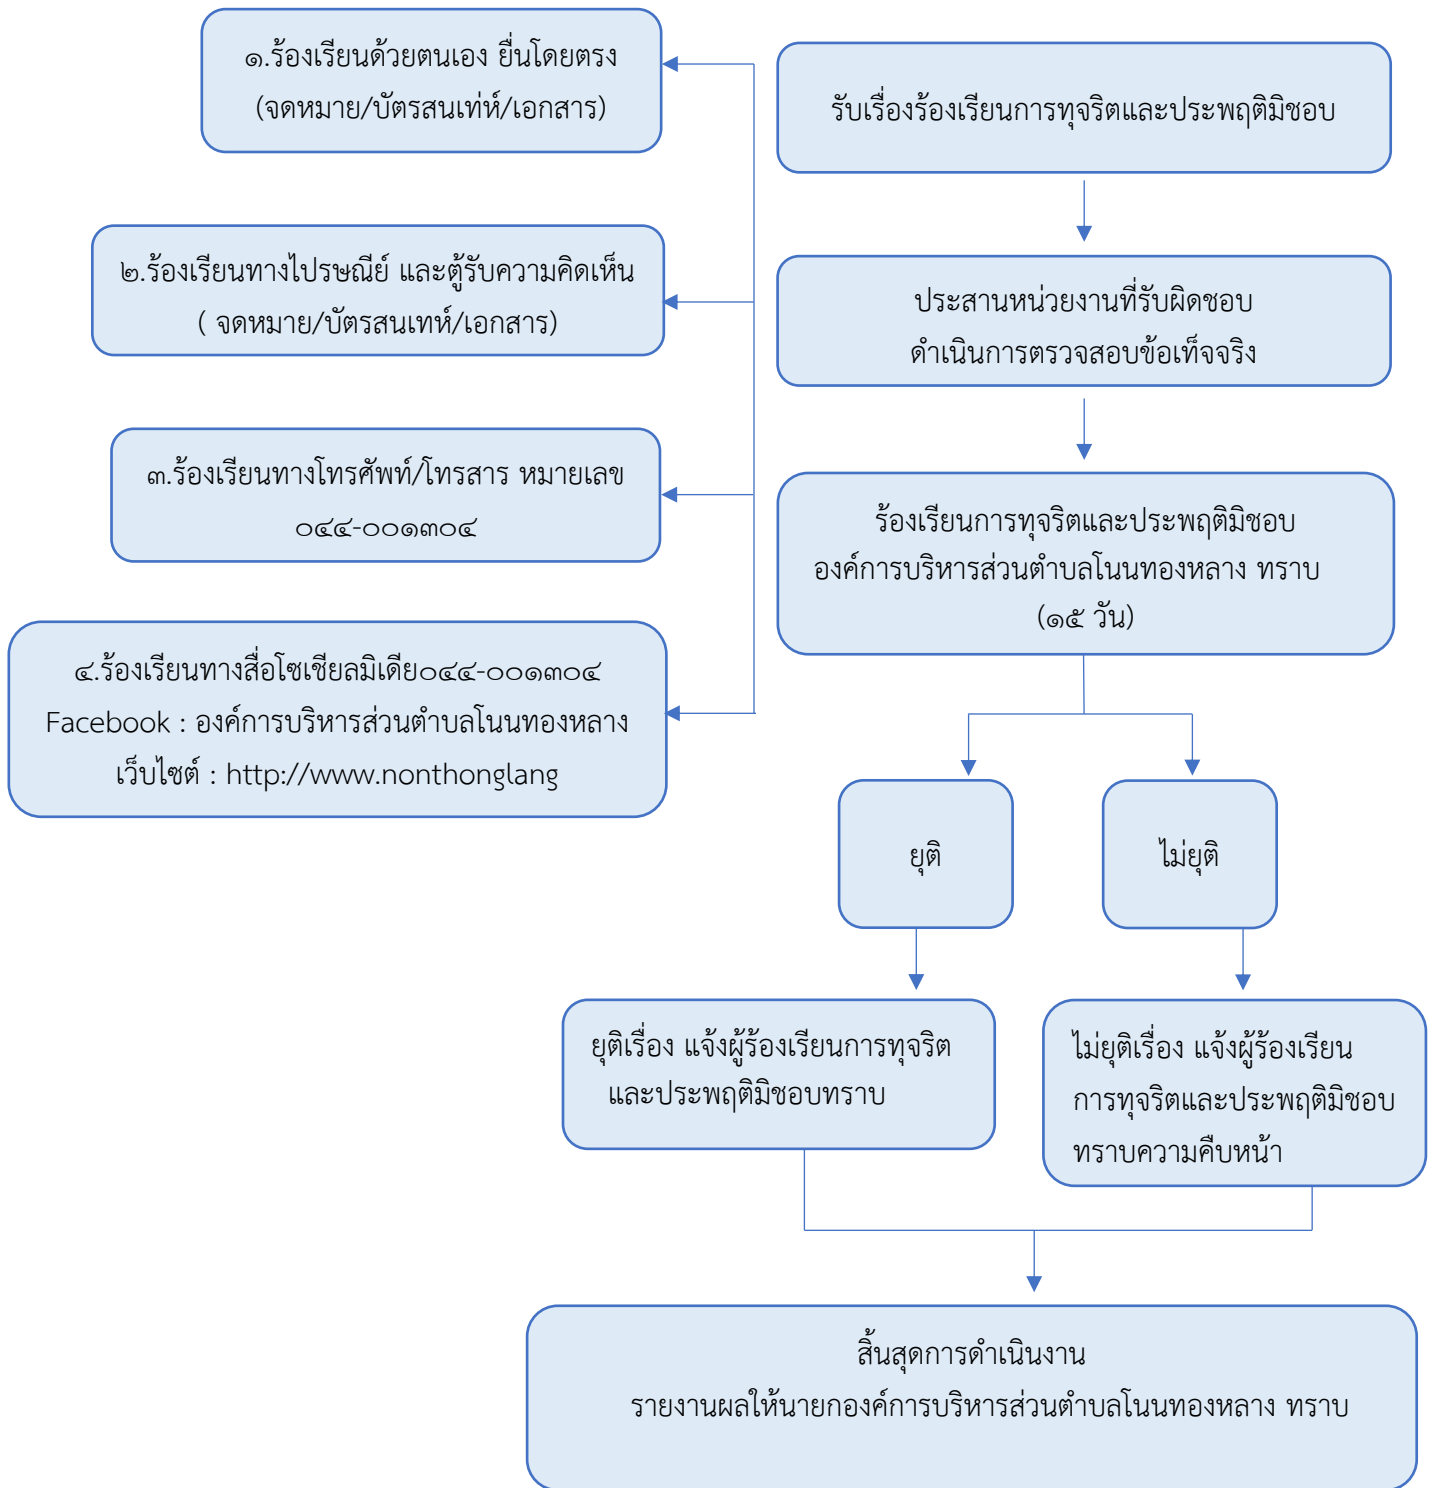 ๑.ร้องเรียนด้วยตนเอง ยื่นโดยตรง
(จดหมาย/บัตรสนเท่ห์/เอกสาร)
๒.ร้องเรียนทางไปรษณีย์ และตู้รับความคิดเห็น
( จดหมาย/บัตรสนเทห์/เอกสาร)
๓.ร้องเรียนทางโทรศัพท์/โทรสาร หมายเลข
๐๔๔-๐๐๑๓๐๔
๔.ร้องเรียนทางสื่อโซเชียลมิเดีย๐๔๔-๐๐๑๓๐๔
Facebook : องค์การบริหารส่วนตำบลโนนทองหลาง
เว็บไซต์ : http://www.nonthonglang
รับเรื่องร้องเรียนการทุจริตและประพฤติมิชอบ
ประสานหน่วยงานที่รับผิดชอบ
ดำเนินการตรวจสอบข้อเท็จจริง
ร้องเรียนการทุจริตและประพฤติมิชอบ
องค์การบริหารส่วนตำบลโนนทองหลาง ทราบ
(๑๕ วัน)
ยุติ
ไม่ยุติ
ยุติเรื่อง แจ้งผู้ร้องเรียนการทุจริต
และประพฤติมิชอบทราบ
ไม่ยุติเรื่อง แจ้งผู้ร้องเรียน
การทุจริตและประพฤติมิชอบ
ทราบความคืบหน้า
สิ้นสุดการดำเนินงาน
รายงานผลให้นายกองค์การบริหารส่วนตำบลโนนทองหลาง ทราบ